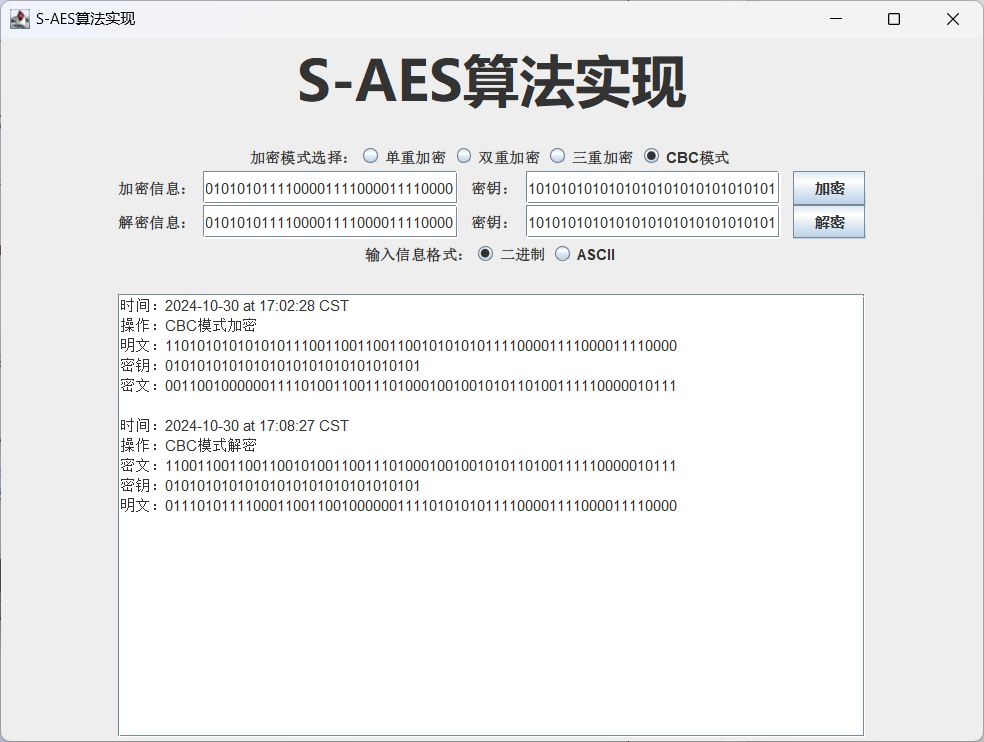 S-AES算法实现
S-AES算法实现
加密模式选择： 单重加密 双重加密 三重加密 CBC模式
加密信息： 0101010111100001111000011110000 密钥： 1010101010101010101010101010101 加密
解密信息： 0101010111100001111000011110000 密钥： 1010101010101010101010101010101 解密
输入信息格式： 二进制 ASCII
时间：2024-10-30 at 17:02:28 CST
操作：CBC模式加密
明文：1101010101010101110011001100110010101010111100001111000011110000
密钥：01010101010101010101010101010101
密文：0011001000000111101001100111010001001001010110100111110000010111
时间：2024-10-30 at 17:08:27 CST
操作：CBC模式解密
密文：1100110011001100101001100111010001001001010110100111110000010111
密钥：01010101010101010101010101010101
明文：0111010111100011001100100000011110101010111100001111000011110000